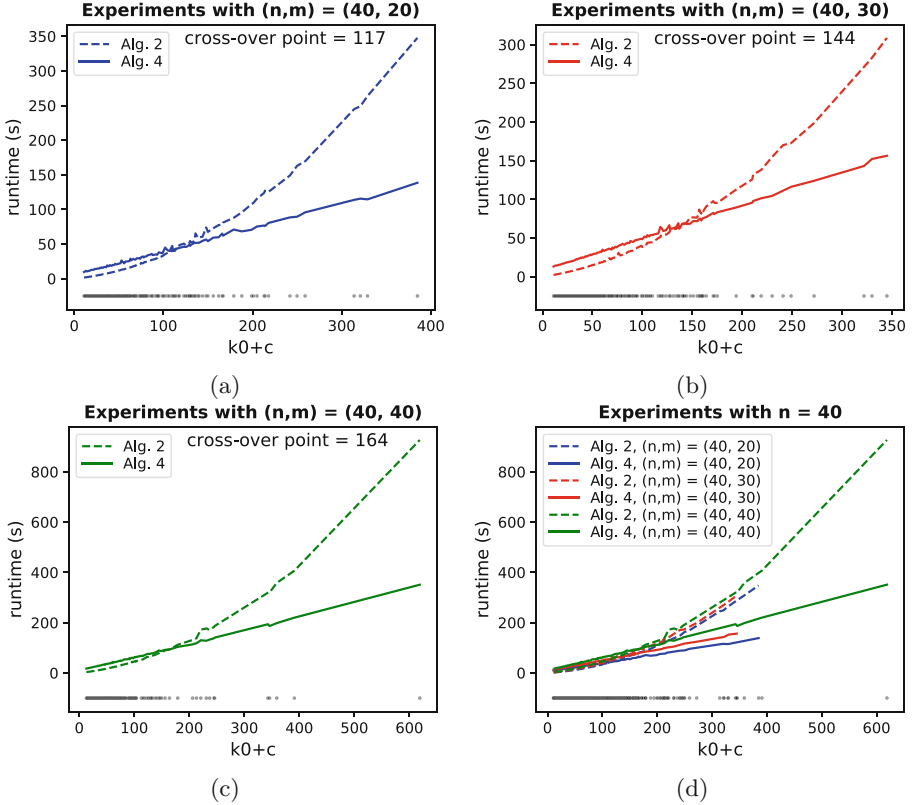 Experiments with (n,m) = (40, 20)
cross-over point = 117
Alg. 2
Alg. 4
350
300
250
200
150
100
50
0
runtime (s)
0 100 200 300 400
k0+c
(a)
Experiments with (n,m) = (40, 30)
cross-over point = 144
Alg. 2
Alg. 4
300
250
200
150
100
50
0
runtime (s)
0 50 100 150 200 250 300 350
k0+c
(b)
Experiments with (n,m) = (40, 40)
cross-over point = 164
Alg. 2
Alg. 4
800
600
400
200
0
runtime (s)
0 100 200 300 400 500 600
k0+c
(c)
Experiments with n = 40
Alg. 2, (n,m) = (40, 20)
Alg. 4, (n,m) = (40, 20)
Alg. 2, (n,m) = (40, 30)
Alg. 4, (n,m) = (40, 30)
Alg. 2, (n,m) = (40, 40)
Alg. 4, (n,m) = (40, 40)
800
600
400
200
0
runtime (s)
0 100 200 300 400 500 600
k0+c
(d)